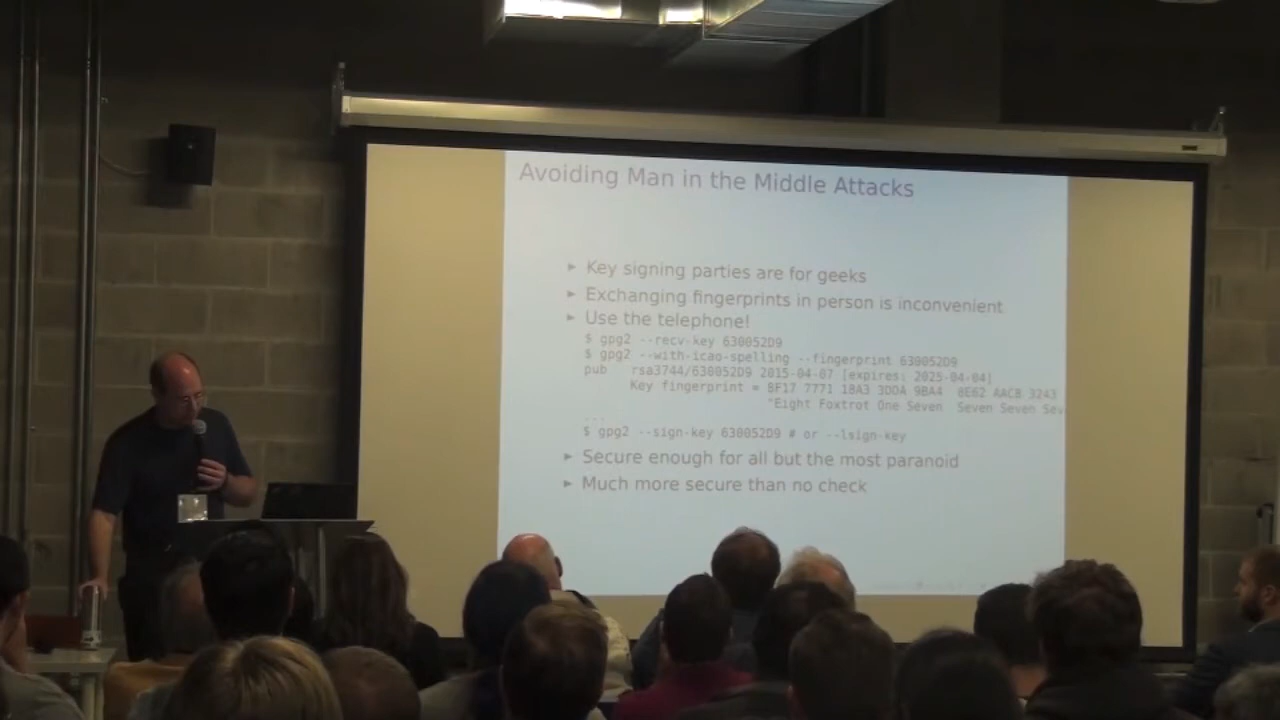 Avoiding Man in the Middle Attacks
► Key signing parties are for geeks
► Exchanging fingerprints in person is inconvenient
► Use the telephone!
$ gpg2 --recv-key 630052D9
$ gpg2 --with-icao-spelling --fingerprint 630052D9
pub rsa3744/630052D9 2015-04-07 [expires: 2025-04-04]
Key fingerprint = 8F17 7771 18A3 3DDA 9BA4 8E62 AACB 3243
"Eight Foxtrot One Seven Seven Seven Sev
...
$ gpg2 --sign-key 630052D9 # or --lsign-key
► Secure enough for all but the most paranoid
► Much more secure than no check